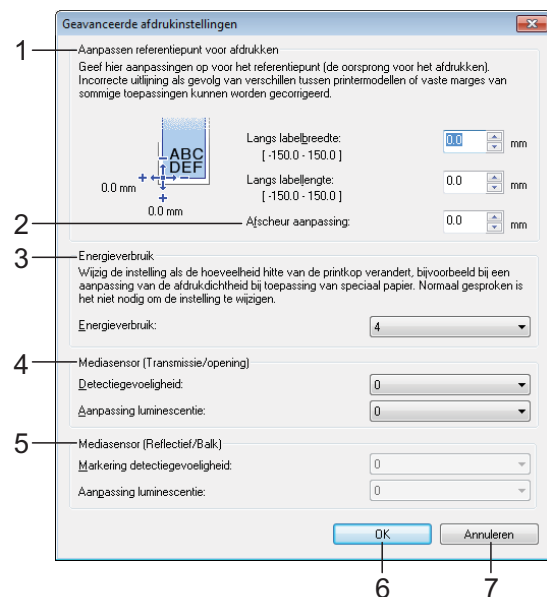 Geavanceerde afdrukinstellingen
1
Aanpassen referentiepunt voor afdrukken
Geef hier aanpassingen op voor het referentiepunt (de oorsprong voor het afdrukken).
Incorrecte uitlijning als gevolg van verschillen tussen printermodellen of vaste marges van
sommige toepassingen kunnen worden gecorrigeerd.
ABC
DEF
0.0 mm
0.0 mm
Langs labelbreedte:
[ -150.0 - 150.0 ]
0.0 mm
Langs labellengte:
[ -150.0 - 150.0 ]
0.0 mm
2
Afscheur aanpassing:
0.0 mm
3
Energieverbruik
Wijzig de instelling als de hoeveelheid hitte van de printkop verandert, bijvoorbeeld bij een
aanpassing van de afdrukdichtheid bij toepassing van speciaal papier. Normaal gesproken is
het niet nodig om de instelling te wijzigen.
Energieverbruik:
4
4
Mediasensor (Transmissie/opening)
Detectiegevoeligheid:
0
Aanpassing luminescentie:
0
5
Mediasensor (Reflectief/Balk)
Markering detectiegevoeligheid:
0
Aanpassing luminescentie:
0
OK
Annuleren
6
7